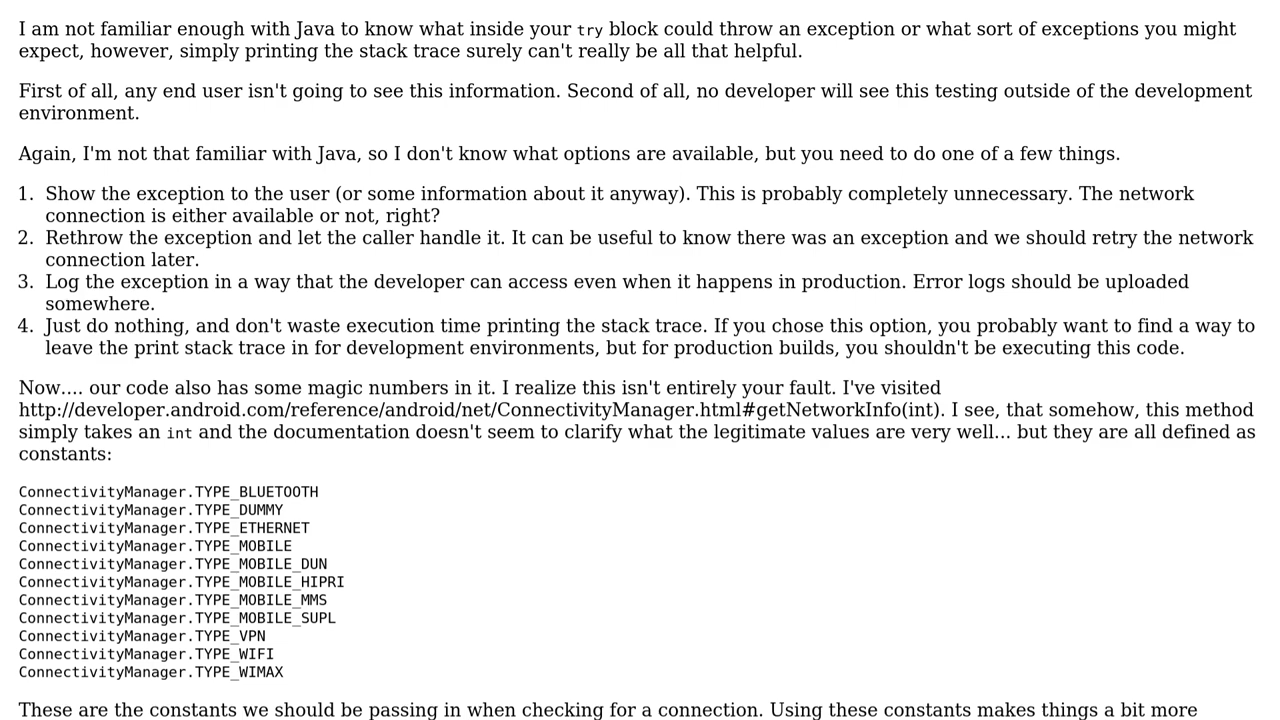 I am not familiar enough with Java to know what inside your try block could throw an exception or what sort of exceptions you might
expect, however, simply printing the stack trace surely can't really be all that helpful.
First of all, any end user isn't going to see this information. Second of all, no developer will see this testing outside of the development
environment.
Again, I'm not that familiar with Java, so I don't know what options are available, but you need to do one of a few things.
1. Show the exception to the user (or some information about it anyway). This is probably completely unnecessary. The network
connection is either available or not, right?
2. Rethrow the exception and let the caller handle it. It can be useful to know there was an exception and we should retry the network
connection later.
3. Log the exception in a way that the developer can access even when it happens in production. Error logs should be uploaded
somewhere.
4. Just do nothing, and don't waste execution time printing the stack trace. If you chose this option, you probably want to find a way to
leave the print stack trace in for development environments, but for production builds, you shouldn't be executing this code.
Now.... our code also has some magic numbers in it. I realize this isn't entirely your fault. I've visited
http://developer.android.com/reference/android/net/ConnectivityManager.html#getNetworkInfo(int). I see, that somehow, this method
simply takes an int and the documentation doesn't seem to clarify what the legitimate values are very well... but they are all defined as
constants:
ConnectivityManager.TYPE_BLUETOOTH
ConnectivityManager.TYPE_DUMMY
ConnectivityManager.TYPE_ETHERNET
ConnectivityManager.TYPE_MOBILE
ConnectivityManager.TYPE_MOBILE_DUN
ConnectivityManager.TYPE_MOBILE_HIPRI
ConnectivityManager.TYPE_MOBILE_MMS
ConnectivityManager.TYPE_MOBILE_SUPL
ConnectivityManager.TYPE_VPN
ConnectivityManager.TYPE_WIFI
ConnectivityManager.TYPE_WIMAX
These are the constants we should be passing in when checking for a connection. Using these constants makes things a bit more